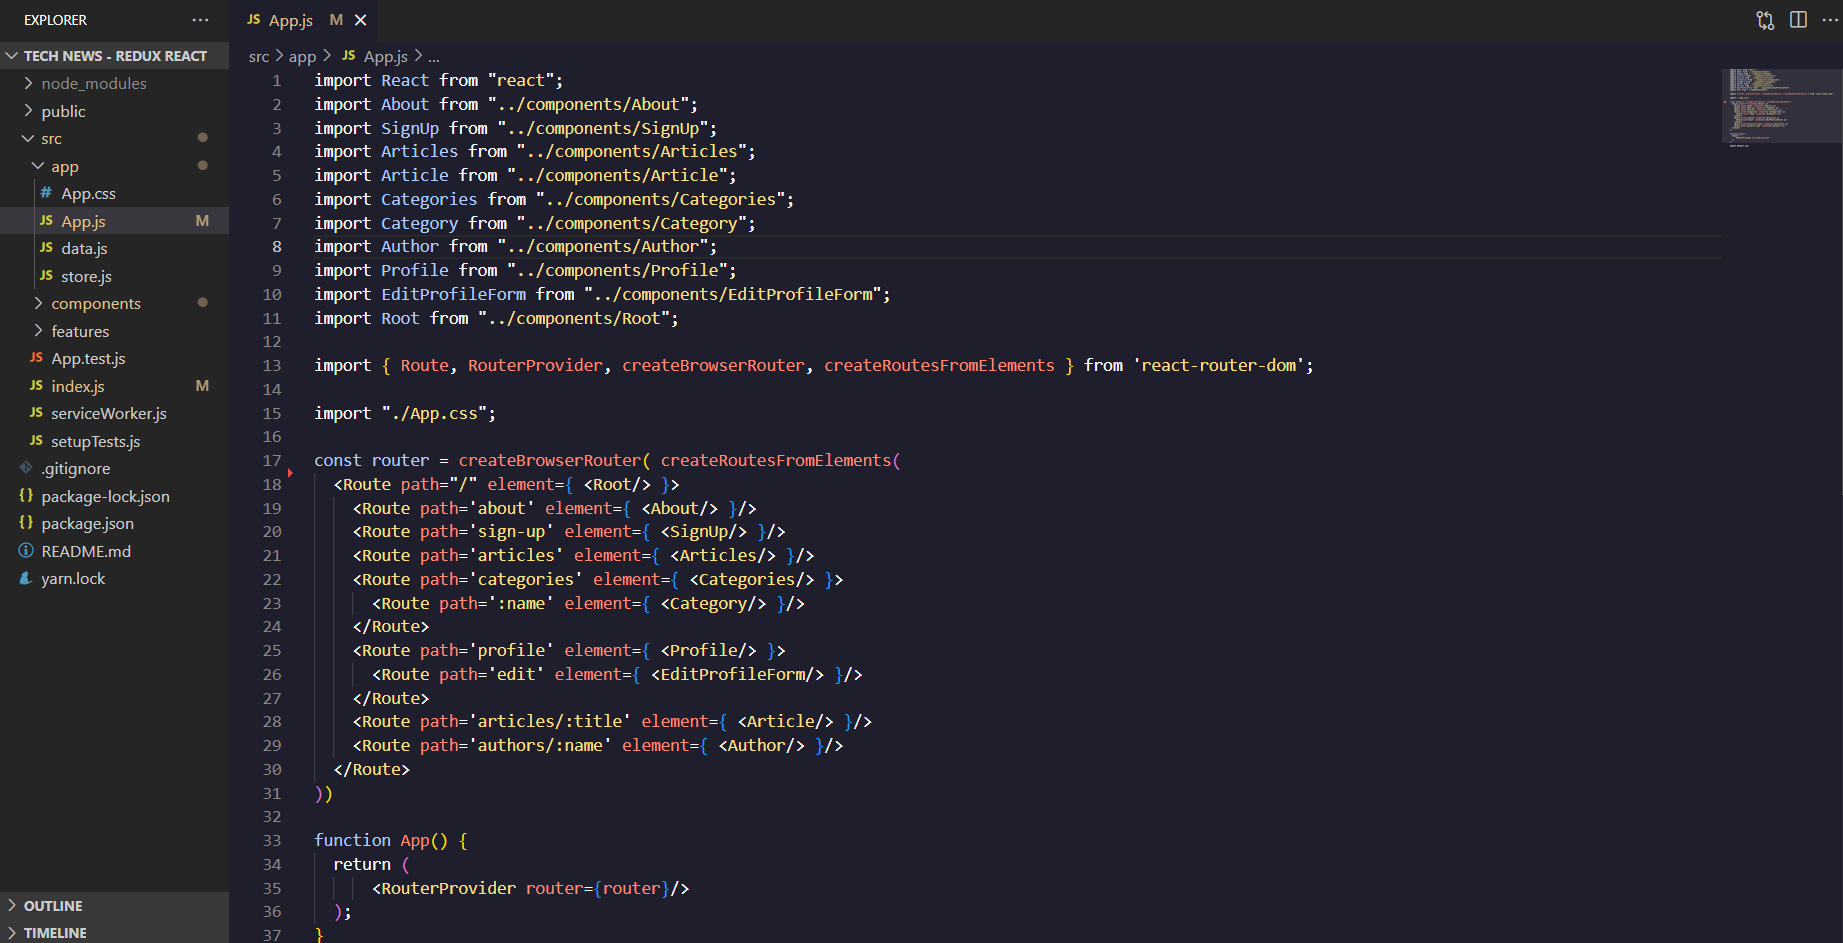 EXPLORER ···
TECH NEWS - REDUX REACT
node_modules
public
src
app
# App.css
JS App.js M
JS data.js
JS store.js
components
features
JS App.test.js
JS index.js M
JS serviceWorker.js
JS setupTests.js
.gitignore
{} package-lock.json
{} package.json
README.md
yarn.lock
OUTLINE
TIMELINE
JS App.js M
src > app > JS App.js > ...
1 import React from "react";
2 import About from "../components/About";
3 import SignUp from "../components/SignUp";
4 import Articles from "../components/Articles";
5 import Article from "../components/Article";
6 import Categories from "../components/Categories";
7 import Category from "../components/Category";
8 import Author from "../components/Author";
9 import Profile from "../components/Profile";
10 import EditProfileForm from "../components/EditProfileForm";
11 import Root from "../components/Root";
12
13 import { Route, RouterProvider, createBrowserRouter, createRoutesFromElements } from 'react-router-dom';
14
15 import "./App.css";
16
17 const router = createBrowserRouter( createRoutesFromElements(
18   <Route path="/" element={ <Root/> }>
19     <Route path='about' element={ <About/> }/>
20     <Route path='sign-up' element={ <SignUp/> }/>
21     <Route path='articles' element={ <Articles/> }/>
22     <Route path='categories' element={ <Categories/> }>
23       <Route path=':name' element={ <Category/> }/>
24     </Route>
25     <Route path='profile' element={ <Profile/> }>
26       <Route path='edit' element={ <EditProfileForm/> }/>
27     </Route>
28     <Route path='articles/:title' element={ <Article/> }/>
29     <Route path='authors/:name' element={ <Author/> }/>
30   </Route>
31 ))
32
33 function App() {
34   return (
35       <RouterProvider router={router}/>
36   );
37 }